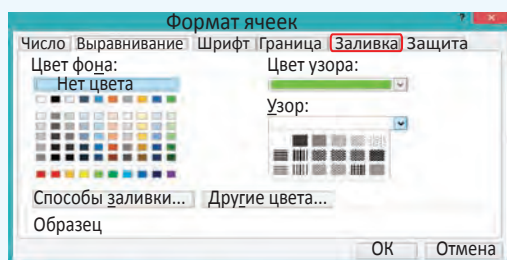 Формат ячеек
Число Выравнивание Шрифт Граница Заливка Защита
Цвет фона: Цвет узора:
Нет цвета
Узор:
Способы заливки... Другие цвета...
Образец
ОК Отмена